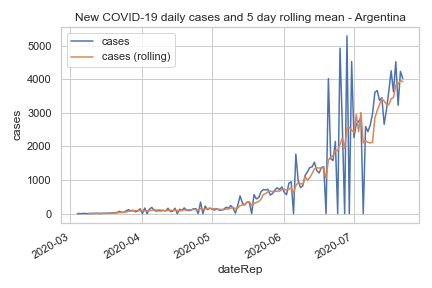 New COVID-19 daily cases and 5 day rolling mean - Argentina
cases
cases (rolling)
5000
4000
3000
2000
1000
0
cases
2020-03
2020-04
2020-05
2020-06
2020-07
dateRep